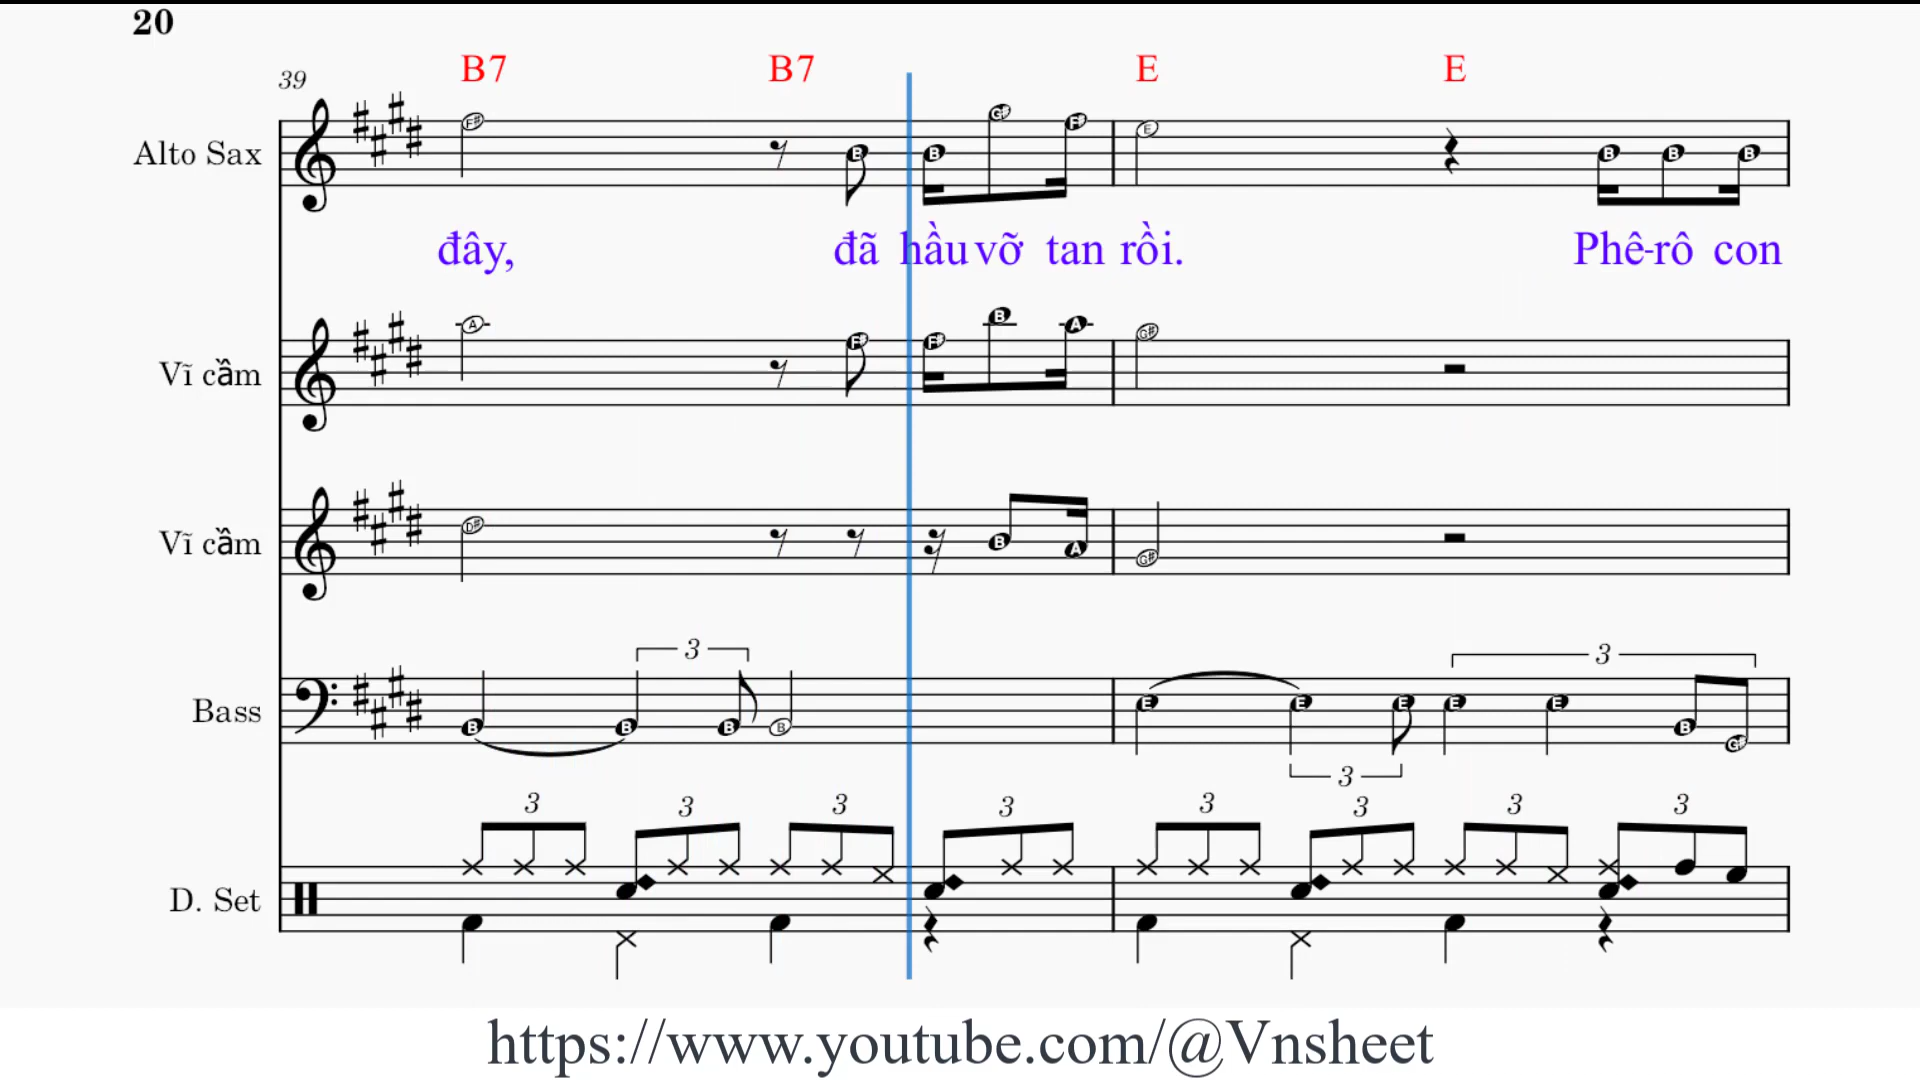 20
39 B7 B7 E E
Alto Sax
F# B B G# F# E B B B
đây, đã hầu vỡ tan rồi. Phê-rô con
Vĩ cầm
A F# F# B A G#
Vĩ cầm
D# B A G#
3 3
Bass
B B B B E E E E E B G#
3
3 3 3 3 3 3 3 3
D. Set
https://www.youtube.com/@Vnsheet